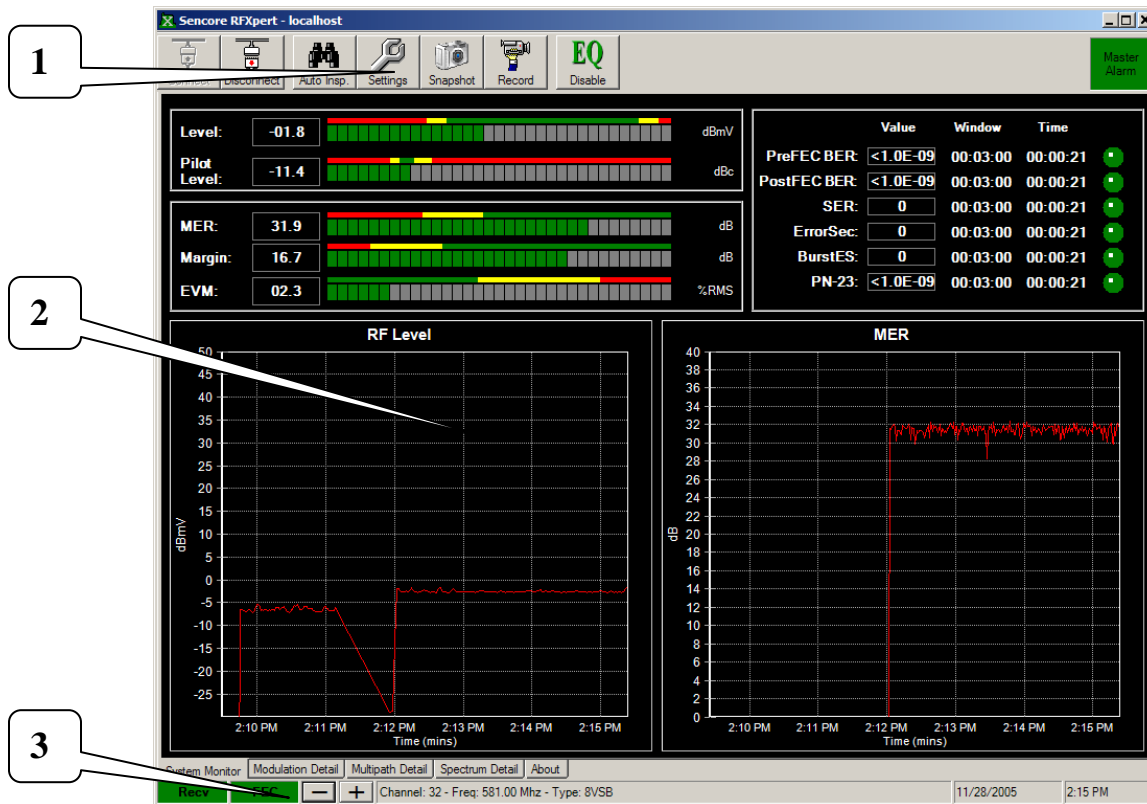 Sencore RFXpert - localhost
1
Connect
Disconnect
Auto Insp.
Settings
Snapshot
Record
EQ
Disable
Master
Alarm
Level: -01.8 dBmV
Pilot
Level: -11.4 dBc
MER: 31.9 dB
Margin: 16.7 dB
EVM: 02.3 %RMS
Value Window Time
PreFEC BER: <1.0E-09 00:03:00 00:00:21
PostFEC BER: <1.0E-09 00:03:00 00:00:21
SER: 0 00:03:00 00:00:21
ErrorSec: 0 00:03:00 00:00:21
BurstES: 0 00:03:00 00:00:21
PN-23: <1.0E-09 00:03:00 00:00:21
2
RF Level
50
45
40
35
30
25
20
15
10
5
0
-5
-10
-15
-20
-25
dBmV
2:10 PM 2:11 PM 2:12 PM 2:13 PM 2:14 PM 2:15 PM
Time (mins)
MER
40
38
36
34
32
30
28
26
24
22
20
18
16
14
12
10
8
6
4
2
0
dB
2:10 PM 2:11 PM 2:12 PM 2:13 PM 2:14 PM 2:15 PM
Time (mins)
3
System Monitor Modulation Detail Multipath Detail Spectrum Detail About
Recv FEC − + Channel: 32 - Freq: 581.00 Mhz - Type: 8VSB 11/28/2005 2:15 PM